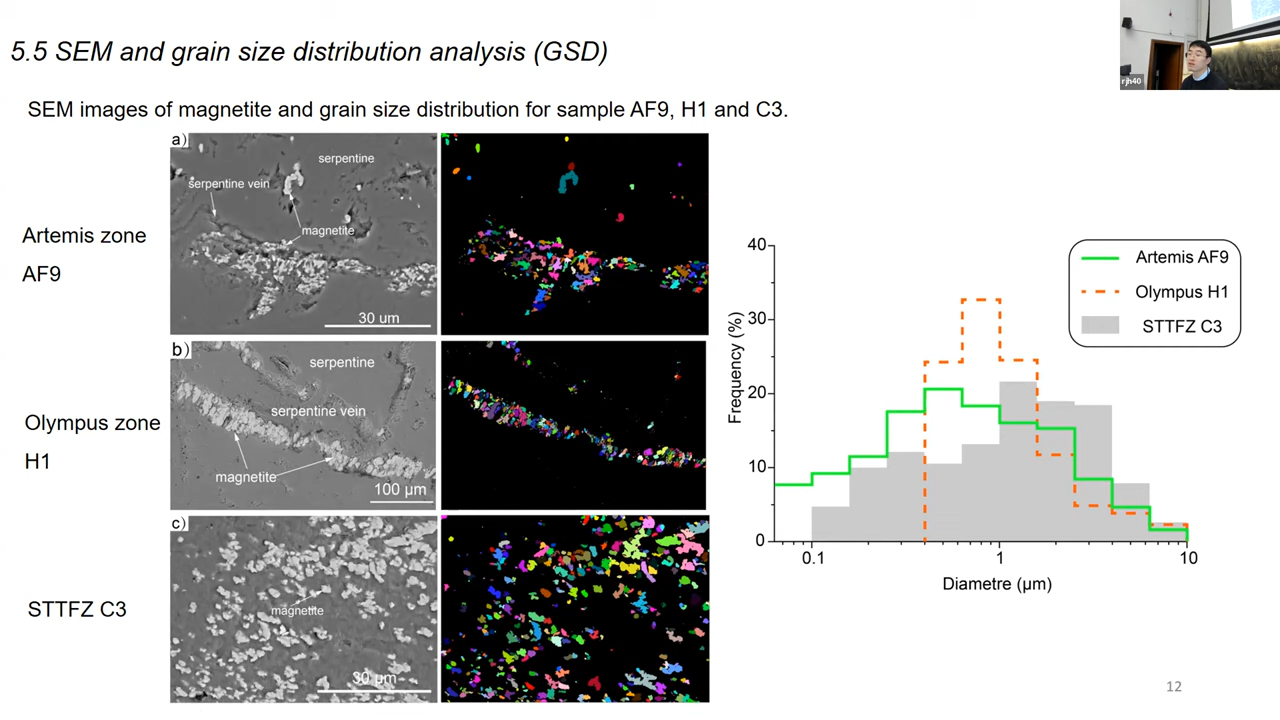 5.5 SEM and grain size distribution analysis (GSD)
rjh40
SEM images of magnetite and grain size distribution for sample AF9, H1 and C3.
Artemis zone
AF9
a)
serpentine
serpentine vein
magnetite
30 um
Olympus zone
H1
b)
serpentine
serpentine vein
magnetite
100 µm
STTFZ C3
c)
magnetite
30 µm
Frequency (%)
40
30
20
10
0
0.1
1
10
Diametre (µm)
Artemis AF9
Olympus H1
STTFZ C3
12